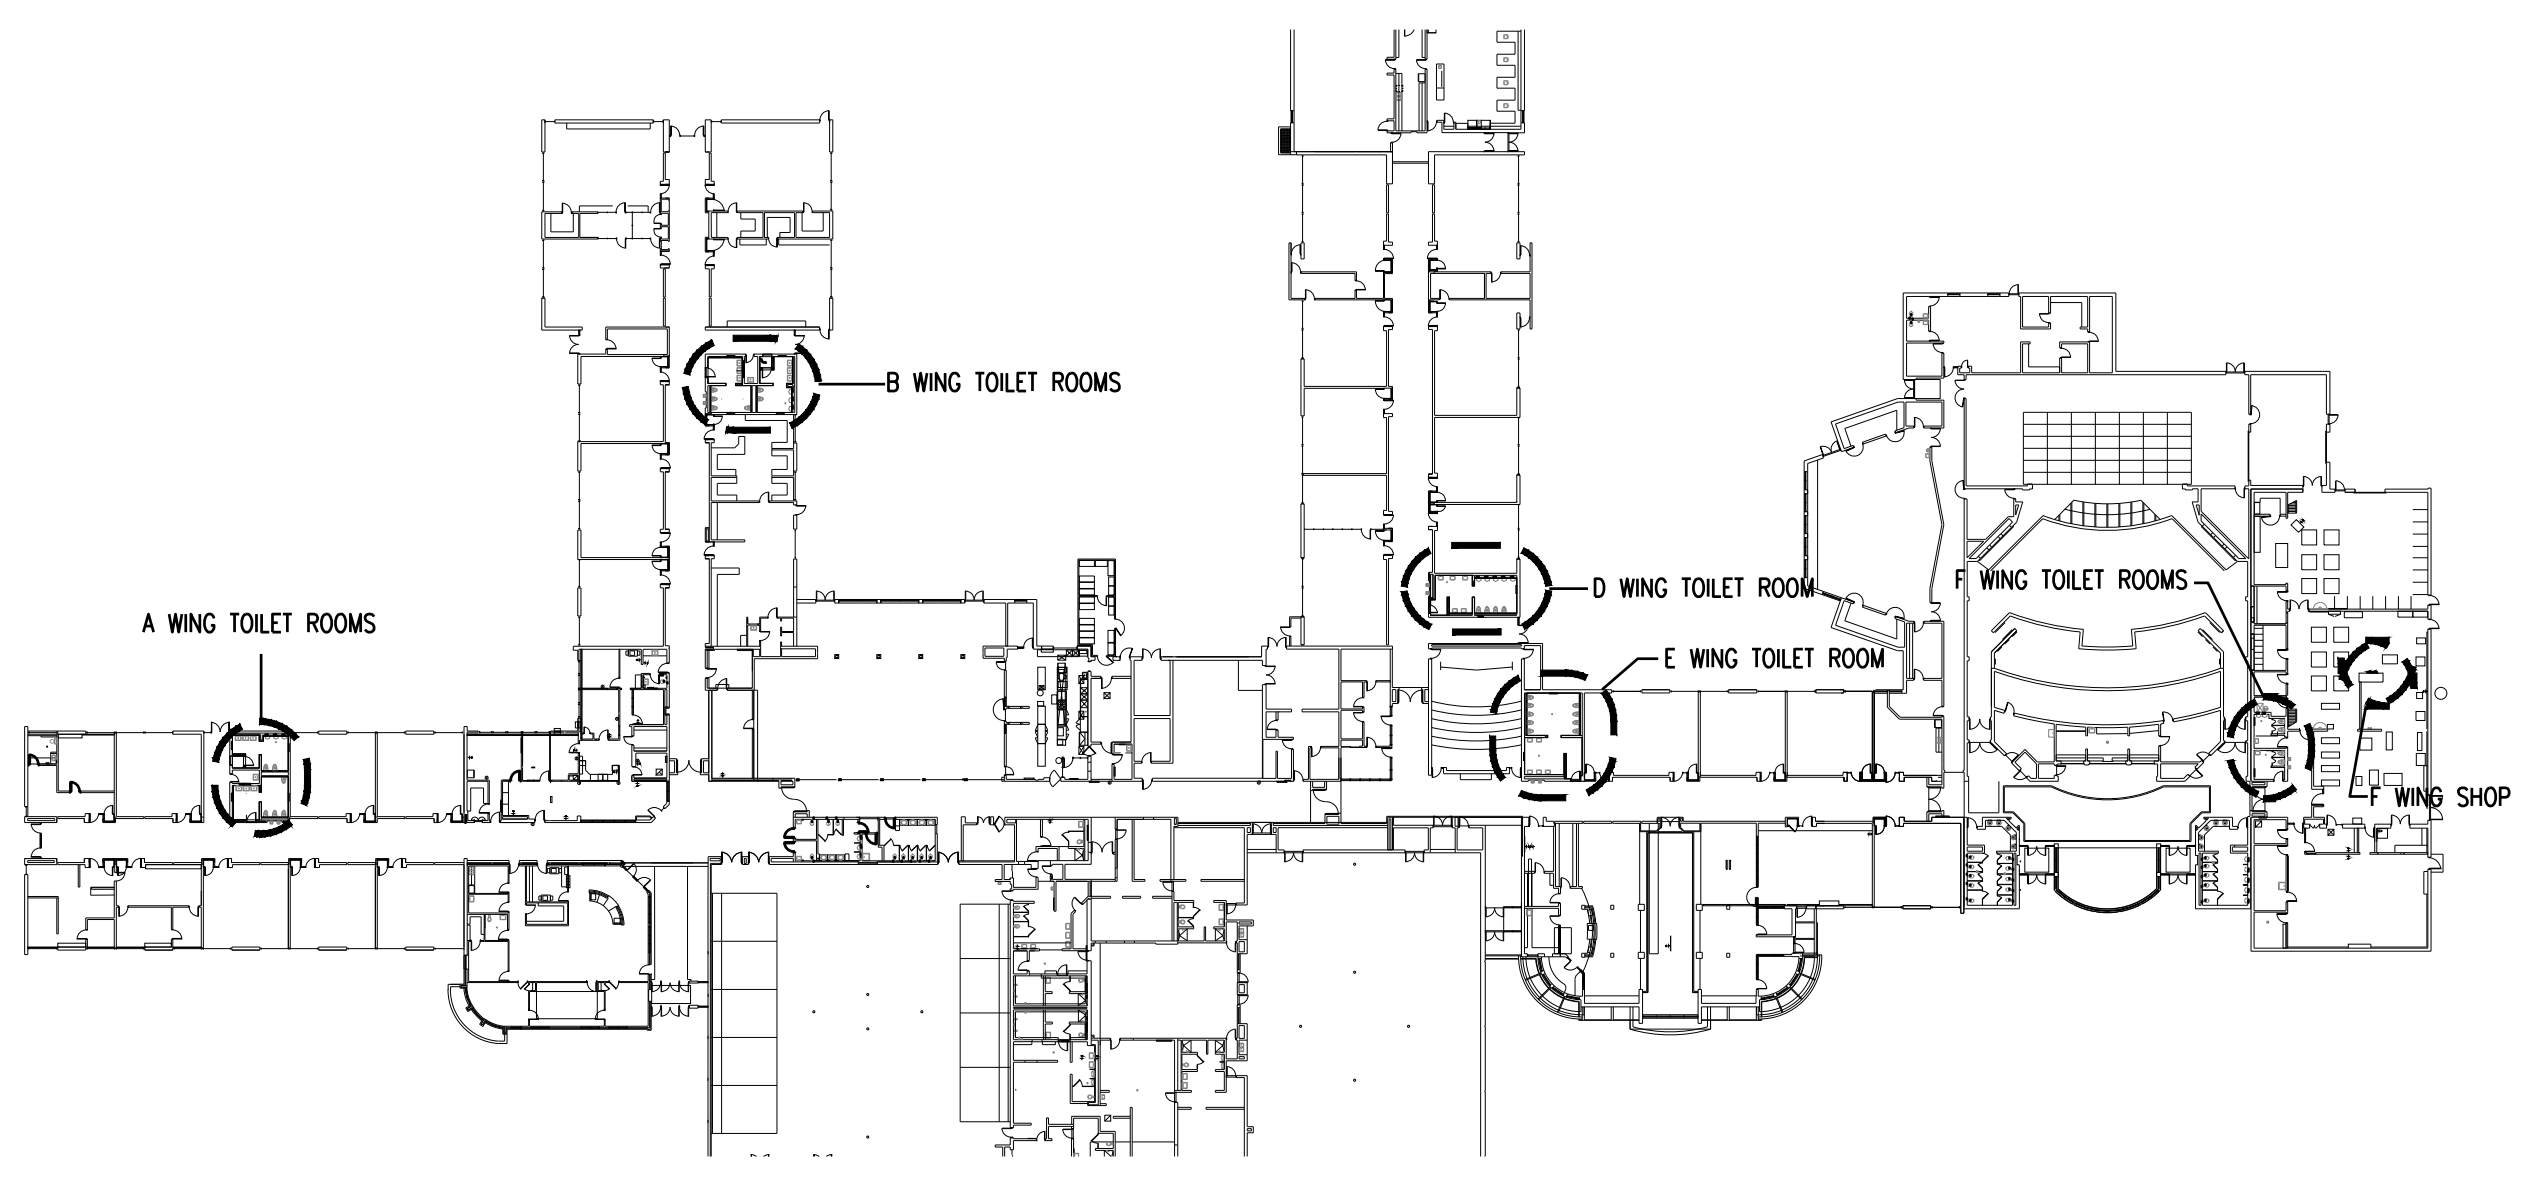 B WING TOILET ROOMS
F WING TOILET ROOMS
D WING TOILET ROOM
A WING TOILET ROOMS
E WING TOILET ROOM
F WING SHOP